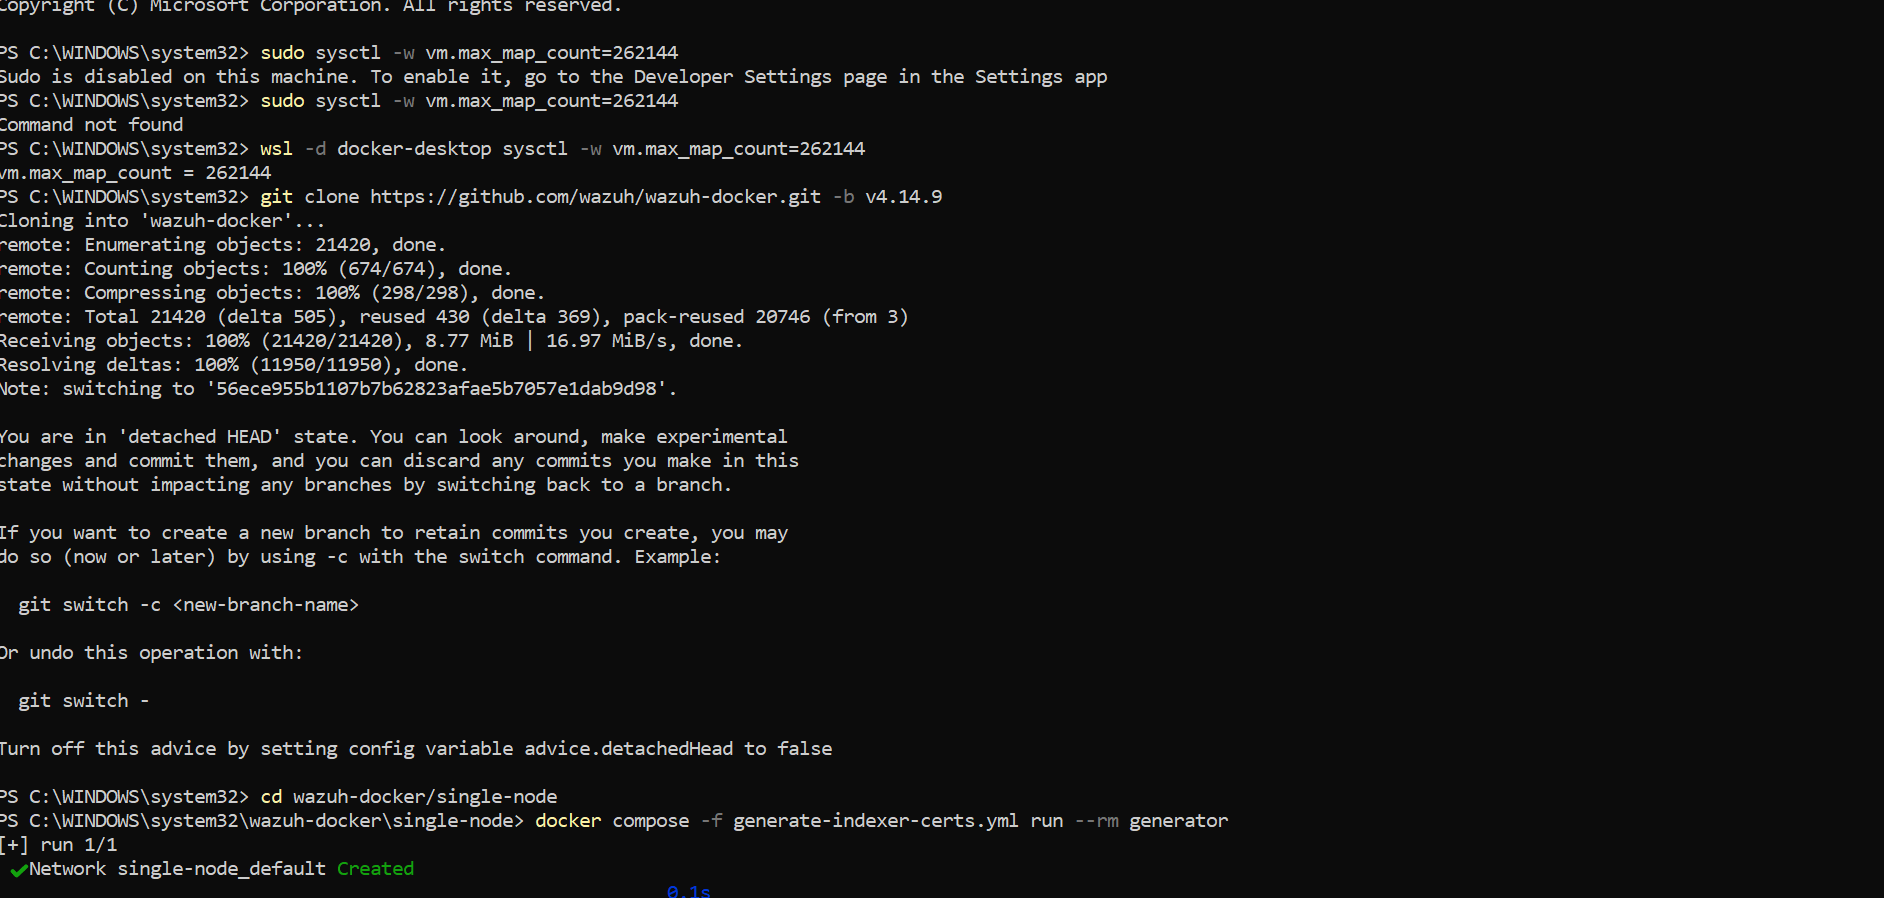 Copyright (C) Microsoft Corporation. All rights reserved.
PS C:\WINDOWS\system32> sudo sysctl -w vm.max_map_count=262144
Sudo is disabled on this machine. To enable it, go to the Developer Settings page in the Settings app
PS C:\WINDOWS\system32> sudo sysctl -w vm.max_map_count=262144
Command not found
PS C:\WINDOWS\system32> wsl -d docker-desktop sysctl -w vm.max_map_count=262144
vm.max_map_count = 262144
PS C:\WINDOWS\system32> git clone https://github.com/wazuh/wazuh-docker.git -b v4.14.9
Cloning into 'wazuh-docker'...
remote: Enumerating objects: 21420, done.
remote: Counting objects: 100% (674/674), done.
remote: Compressing objects: 100% (298/298), done.
remote: Total 21420 (delta 505), reused 430 (delta 369), pack-reused 20746 (from 3)
Receiving objects: 100% (21420/21420), 8.77 MiB | 16.97 MiB/s, done.
Resolving deltas: 100% (11950/11950), done.
Note: switching to '56ece955b1107b7b62823afae5b7057e1dab9d98'.
You are in 'detached HEAD' state. You can look around, make experimental
changes and commit them, and you can discard any commits you make in this
state without impacting any branches by switching back to a branch.
If you want to create a new branch to retain commits you create, you may
do so (now or later) by using -c with the switch command. Example:
git switch -c <new-branch-name>
Or undo this operation with:
git switch -
Turn off this advice by setting config variable advice.detachedHead to false
PS C:\WINDOWS\system32> cd wazuh-docker/single-node
PS C:\WINDOWS\system32\wazuh-docker\single-node> docker compose -f generate-indexer-certs.yml run --rm generator
[+] run 1/1
✔Network single-node_default Created
0.1s